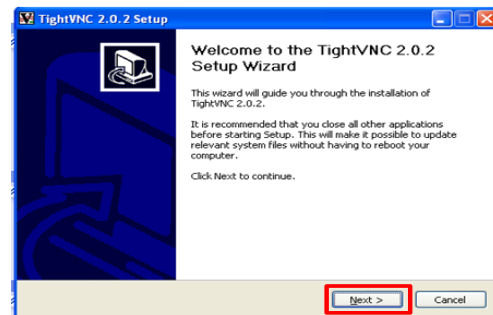 TightVNC 2.0.2 Setup
Welcome to the TightVNC 2.0.2
Setup Wizard
This wizard will guide you through the installation of
TightVNC 2.0.2.
It is recommended that you close all other applications
before starting Setup. This will make it possible to update
relevant system files without having to reboot your
computer.
Click Next to continue.
Next >
Cancel